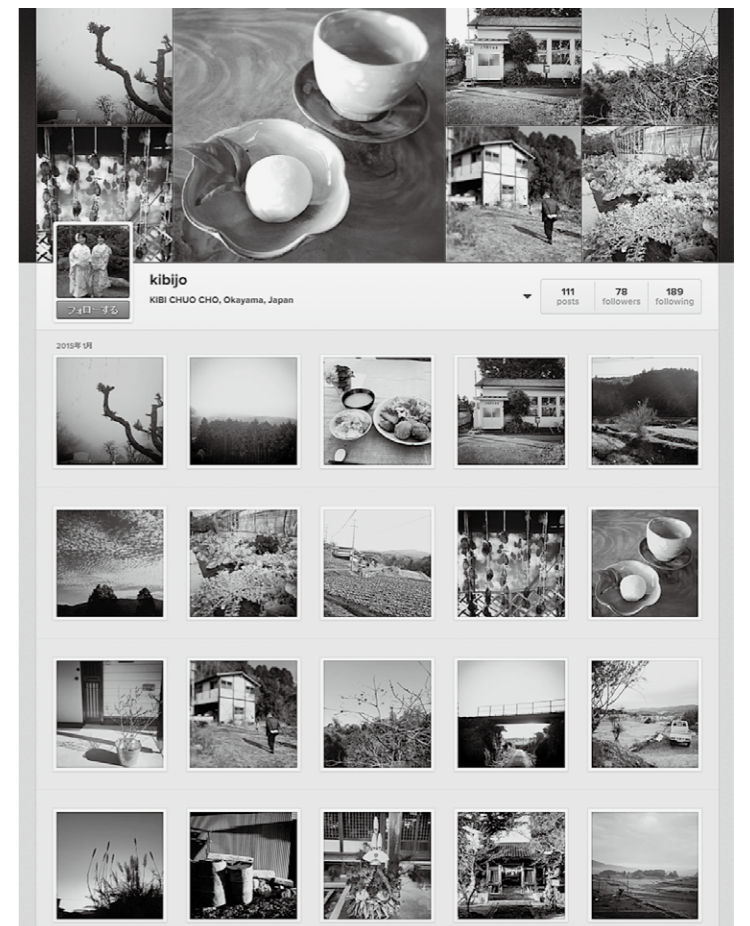 kibijo
KIBI CHUO CHO, Okayama, Japan
111 posts
78 followers
189 following
フォローする
2015年1月